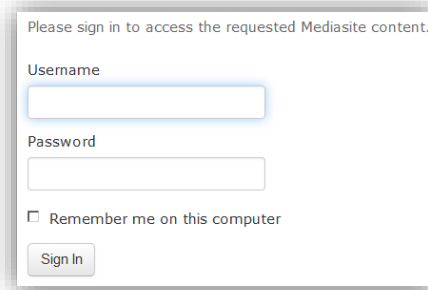 Please sign in to access the requested Mediasite content.
Username
Password
Remember me on this computer
Sign In